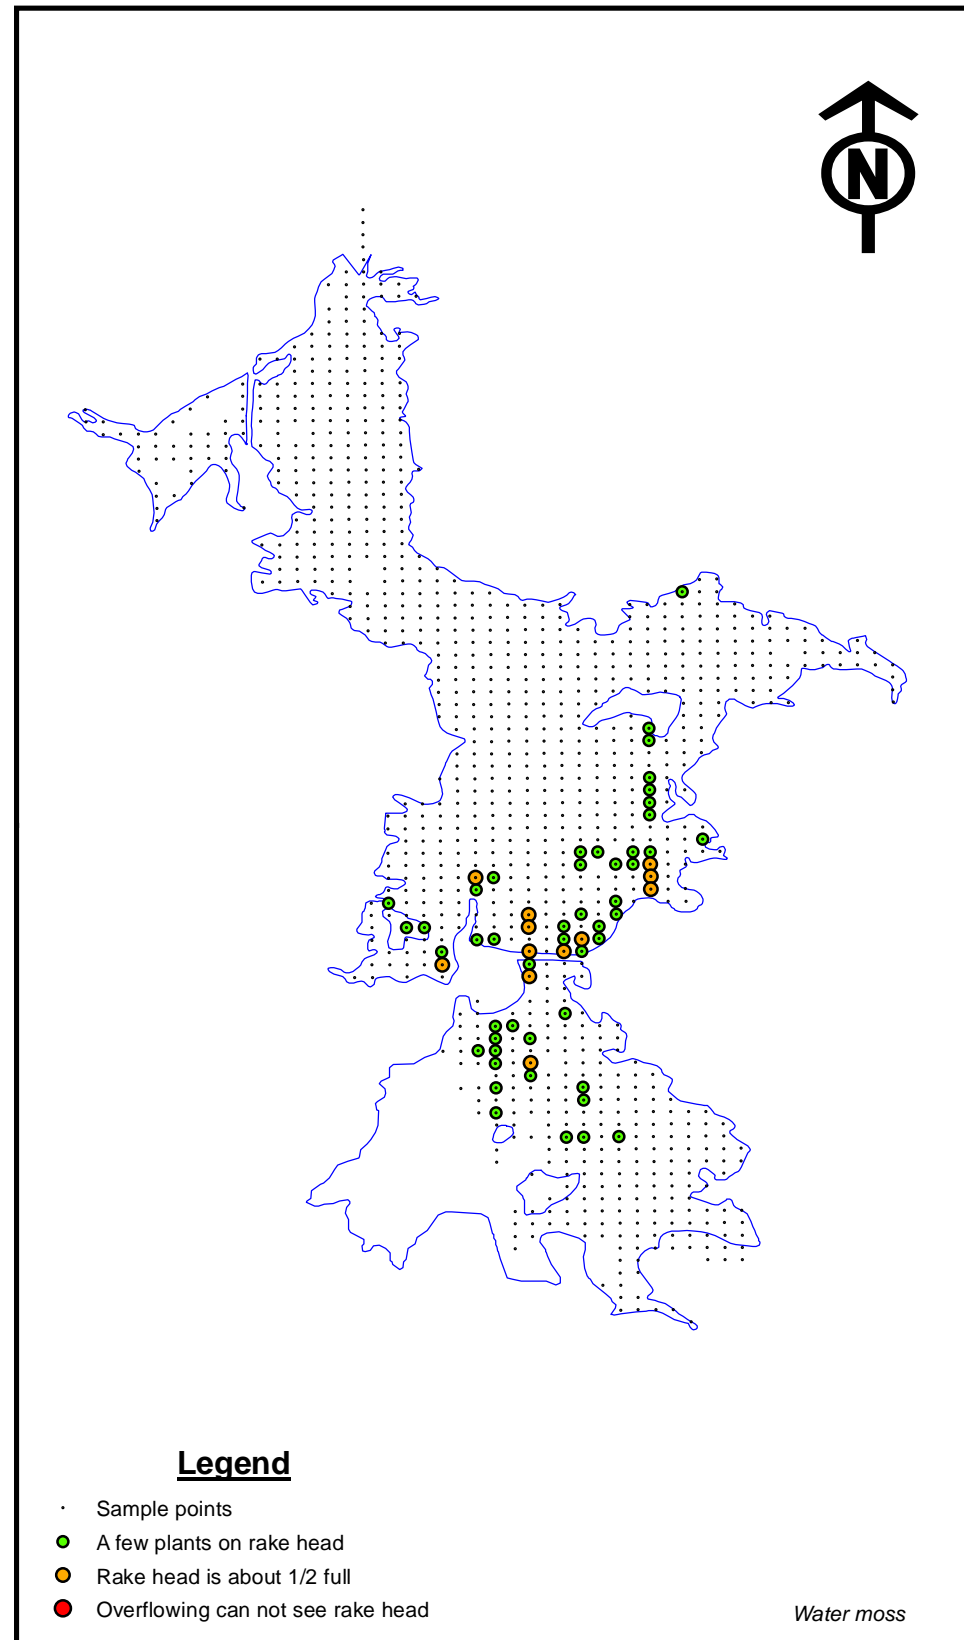 N
Legend
Sample points
A few plants on rake head
Rake head is about 1/2 full
Overflowing can not see rake head
Water moss